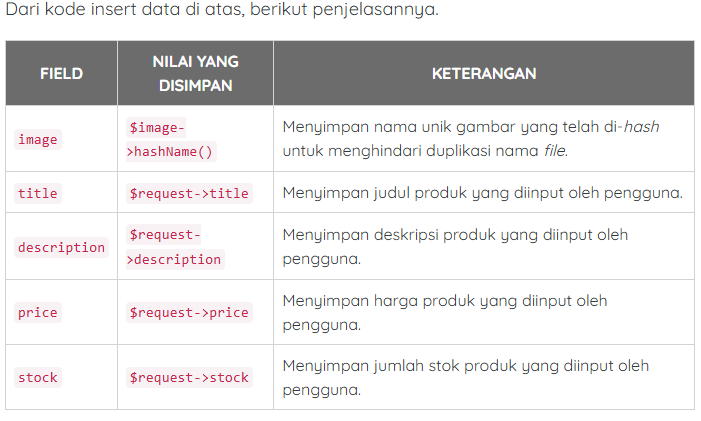 Dari kode insert data di atas, berikut penjelasannya.
FIELD
NILAI YANG
DISIMPAN
KETERANGAN
image
$image-
>hashName()
Menyimpan nama unik gambar yang telah di-hash
untuk menghindari duplikasi nama file.
title
$request->title
Menyimpan judul produk yang diinput oleh pengguna.
description
$request-
>description
Menyimpan deskripsi produk yang diinput oleh
pengguna.
price
$request->price
Menyimpan harga produk yang diinput oleh
pengguna.
stock
$request->stock
Menyimpan jumlah stok produk yang diinput oleh
pengguna.